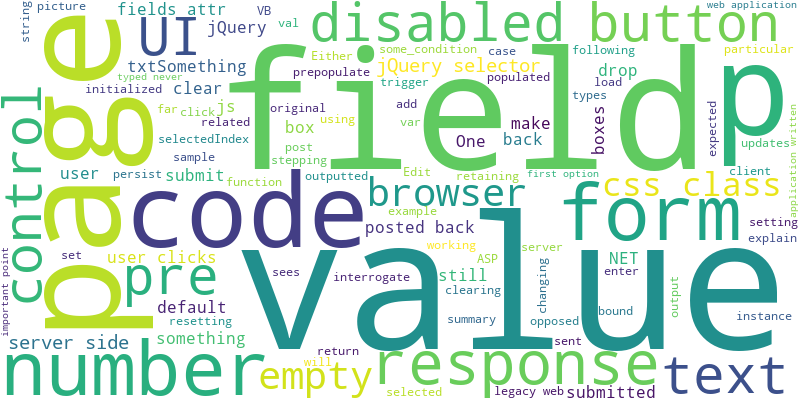 string
picture
fields attr
VB
val
web application
disabled button
UI
jQuery
Either
some_condition
case
following
particular
typed never
txtSomething
prepopulate
jQuery selector
populated
drop
page
field
p
initialized
clear
trigger
types
load
control
far
click
js
original
add
boxes
updates
related
box
var
using
make
selectedIndex
post
One
back
expected
application written
sample
stepping
user
persist
submit
outputted
Edit
retaining
first option
client
function
code
browser
css class
example
form
setting
posted back
explain
important point
set
user clicks
sees
value
working
ASP
server
NET
enter
pre
interrogate
still
changing
output
default
clearing
bound
resetting
summary
opposed
instance
server side
something
return
response
sent
number
will
empty
selected
legacy web
submitted
text